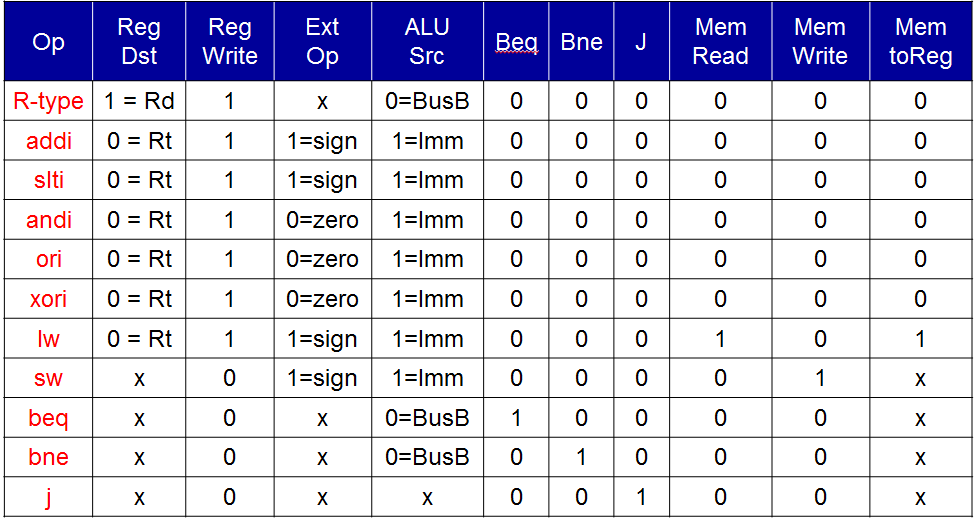 Op Reg Dst Reg Write Ext Op ALU Src Beq Bne J Mem Read Mem Write Mem toReg
R-type 1 = Rd 1 x 0=BusB 0 0 0 0 0 0
addi 0 = Rt 1 1=sign 1=Imm 0 0 0 0 0 0
slti 0 = Rt 1 1=sign 1=Imm 0 0 0 0 0 0
andi 0 = Rt 1 0=zero 1=Imm 0 0 0 0 0 0
ori 0 = Rt 1 0=zero 1=Imm 0 0 0 0 0 0
xori 0 = Rt 1 0=zero 1=Imm 0 0 0 0 0 0
lw 0 = Rt 1 1=sign 1=Imm 0 0 0 1 0 1
sw x 0 1=sign 1=Imm 0 0 0 0 1 x
beq x 0 x 0=BusB 1 0 0 0 0 x
bne x 0 x 0=BusB 0 1 0 0 0 x
j x 0 x x 0 0 1 0 0 x